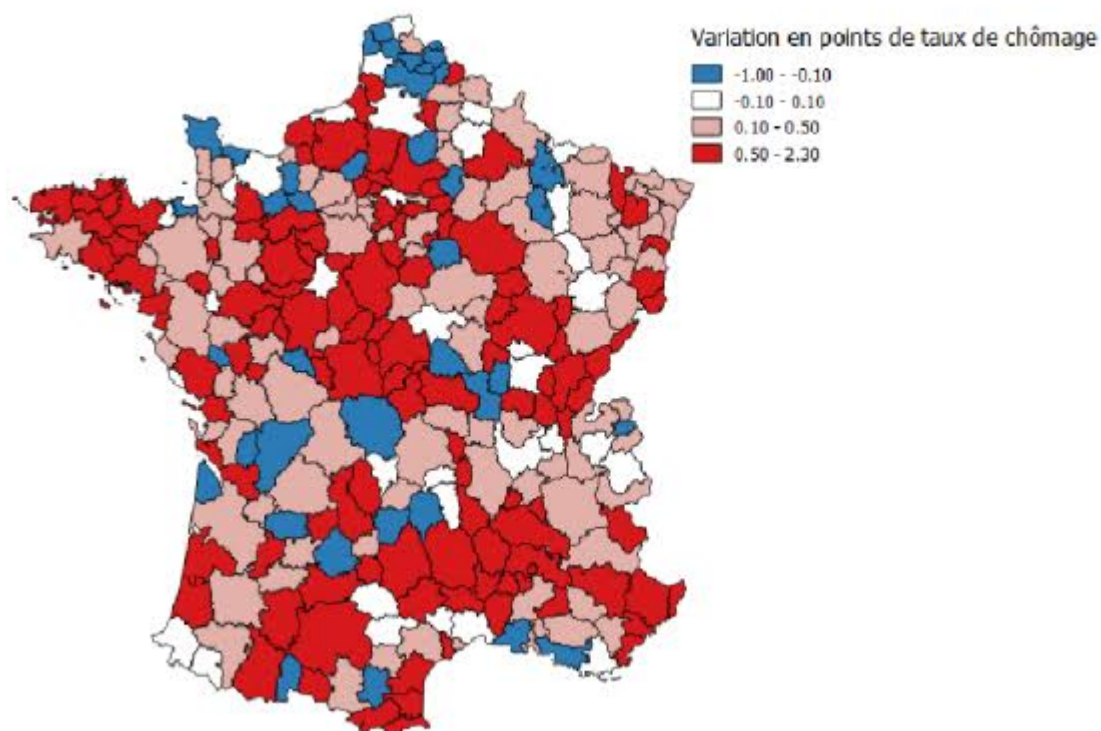 Variation en points de taux de chômage
-1.00 - -0.10
-0.10 - 0.10
0.10 - 0.50
0.50 - 2.30